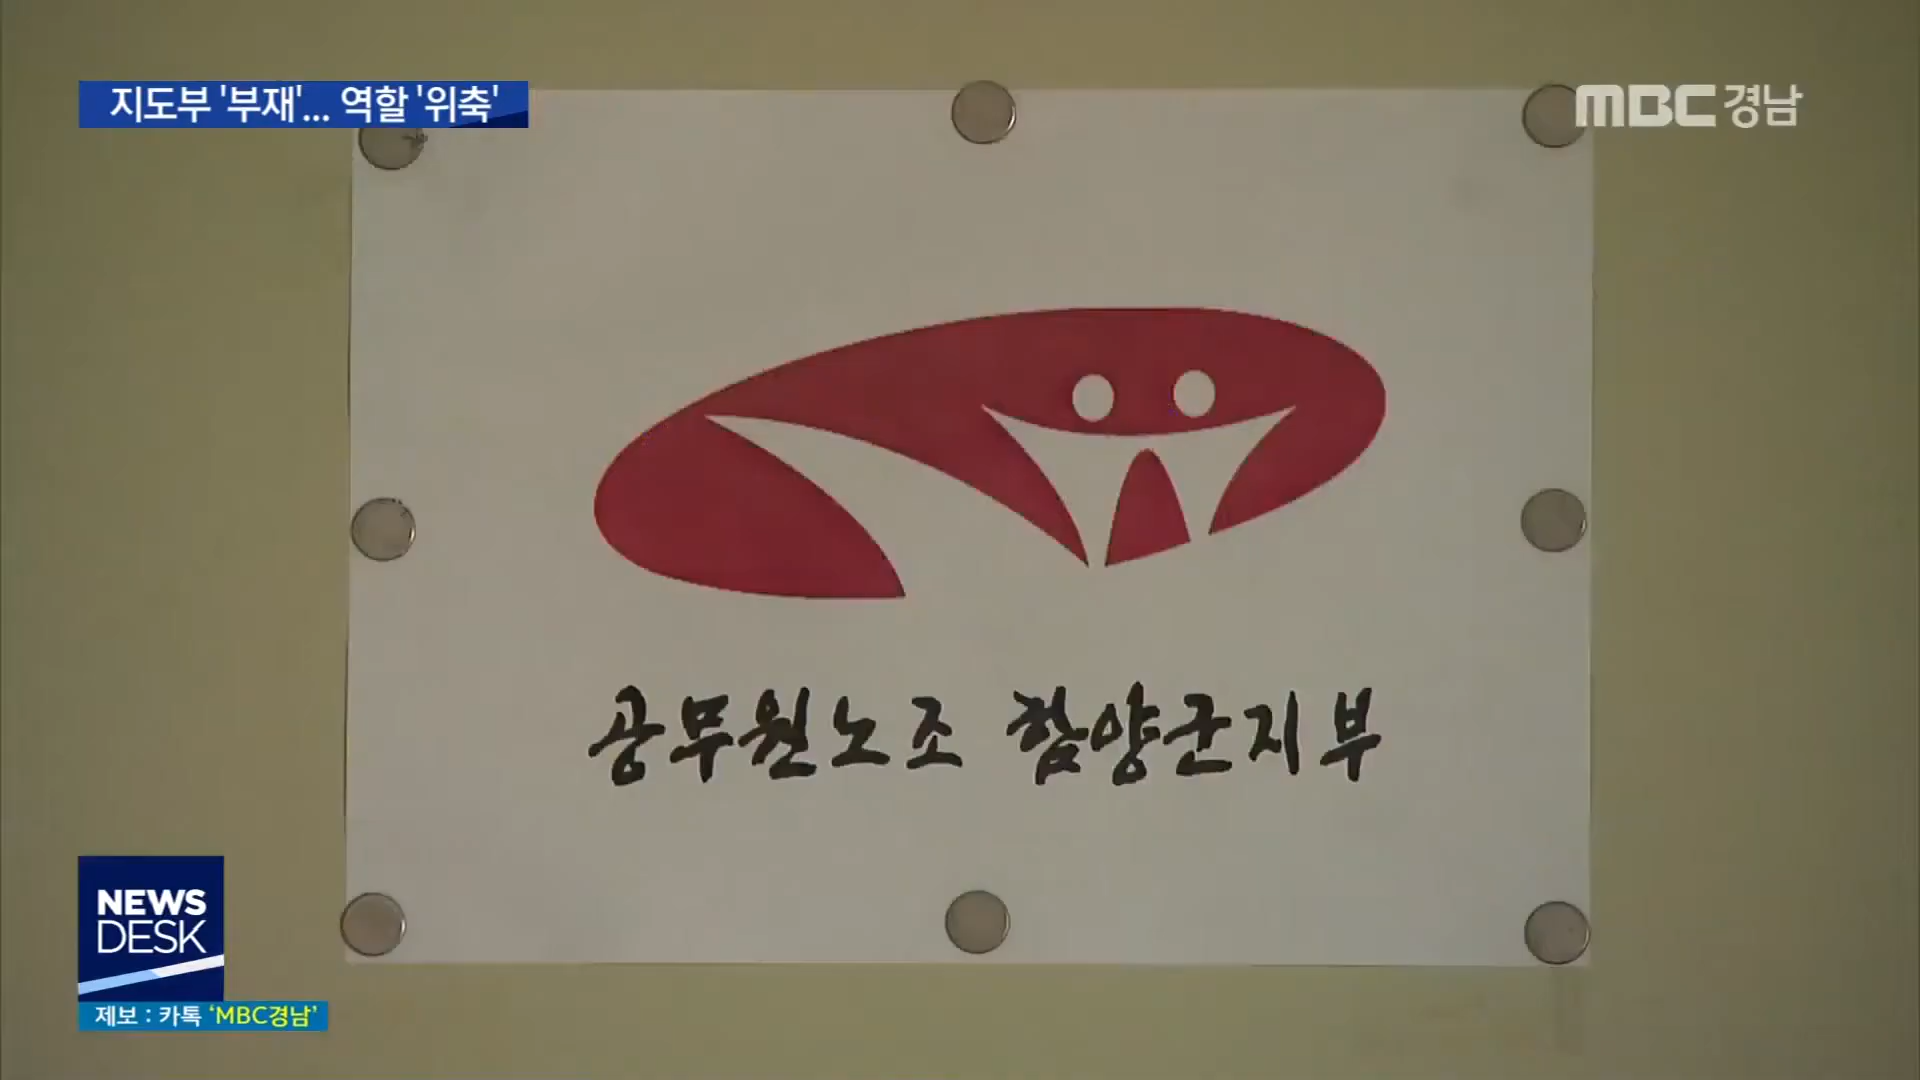 지도부 '부재'... 역할 '위축'
MBC경남
공무원노조 함양군지부
NEWS
DESK
제보 : 카톡 ‘MBC경남’